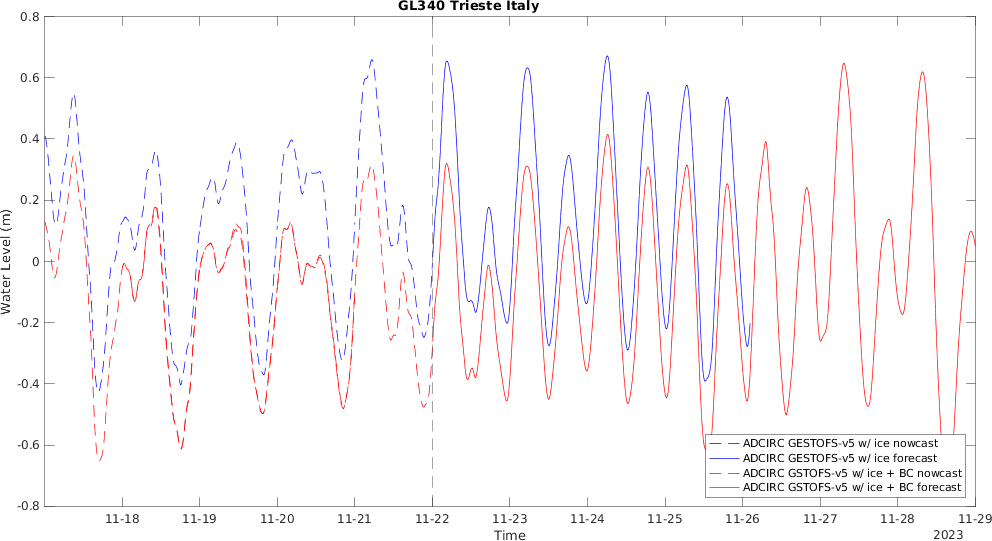 GL340 Trieste Italy
0.8
0.6
0.4
0.2
0
-0.2
-0.4
-0.6
-0.8
Water Level (m)
ADCIRC GESTOFS-v5 w/ ice nowcast
ADCIRC GESTOFS-v5 w/ ice forecast
ADCIRC GSTOFS-v5 w/ ice + BC nowcast
ADCIRC GSTOFS-v5 w/ ice + BC forecast
11-18 11-19 11-20 11-21 11-22 11-23 11-24 11-25 11-26 11-27 11-28 11-29
Time
2023